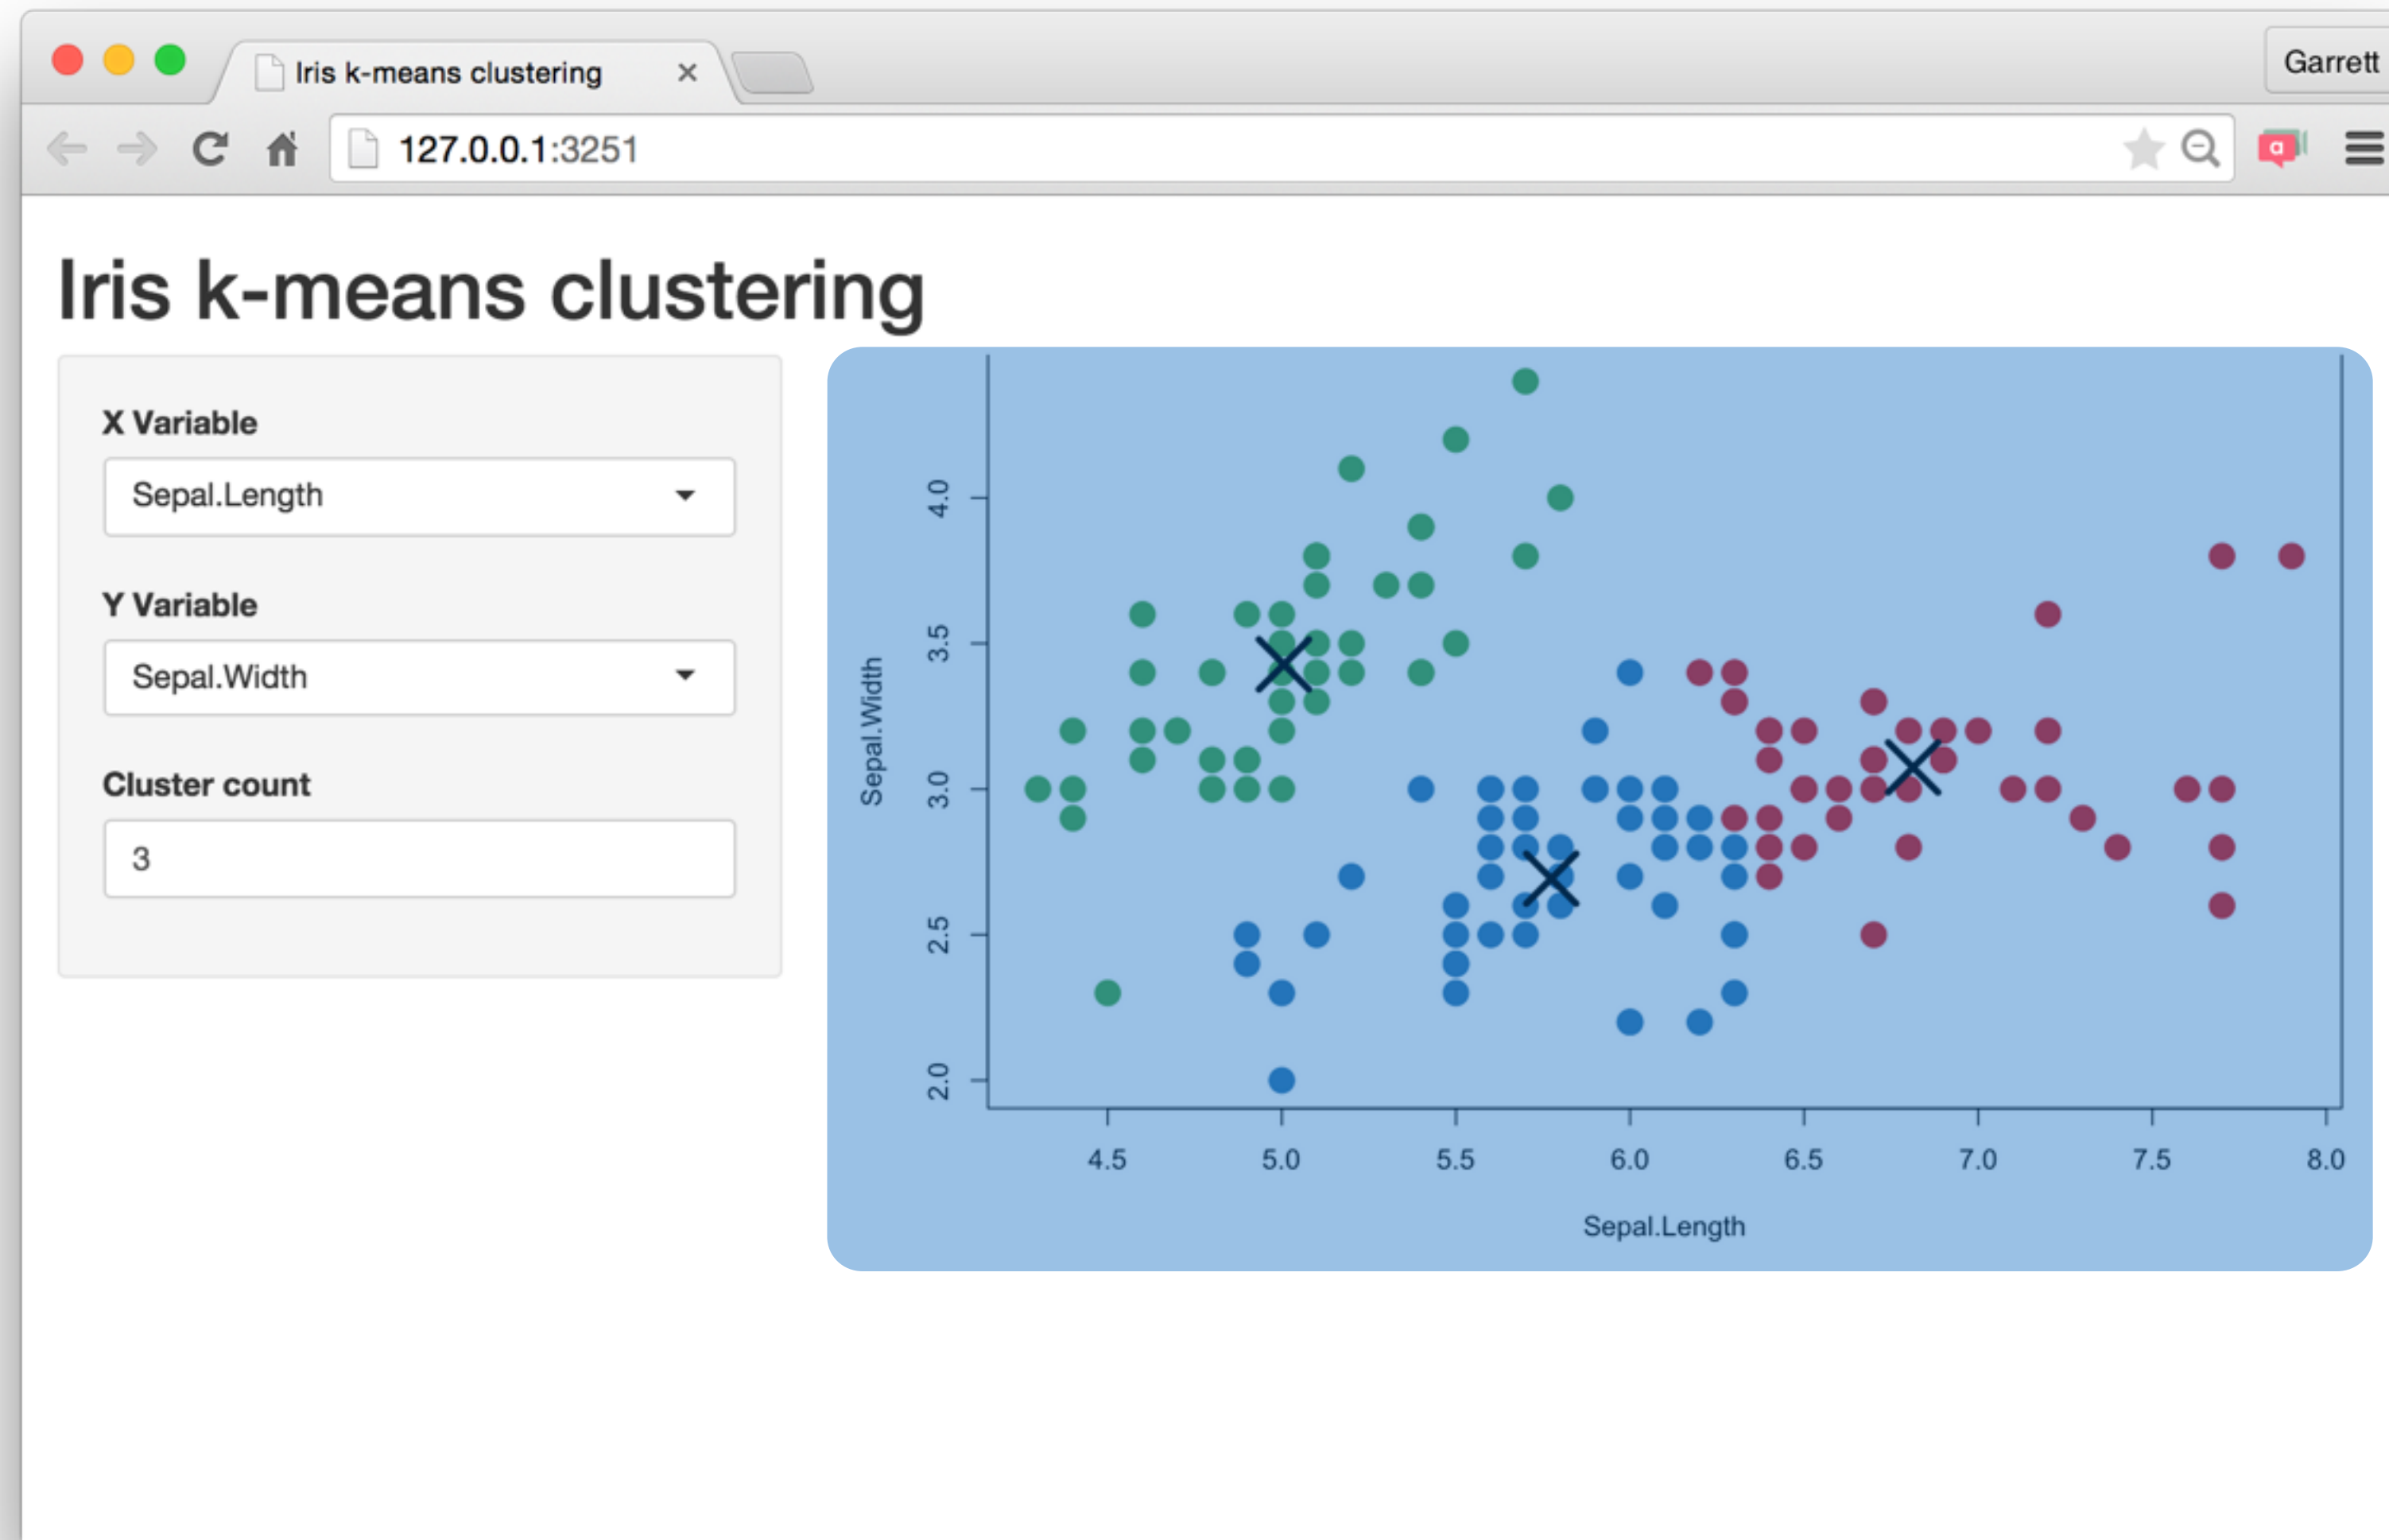 Iris k-means clustering
Garrett
127.0.0.1:3251
a
Iris k-means clustering
X Variable
Sepal.Length
Y Variable
Sepal.Width
Cluster count
3
Sepal.Width
4.0
3.5
3.0
2.5
2.0
4.5 5.0 5.5 6.0 6.5 7.0 7.5 8.0
Sepal.Length